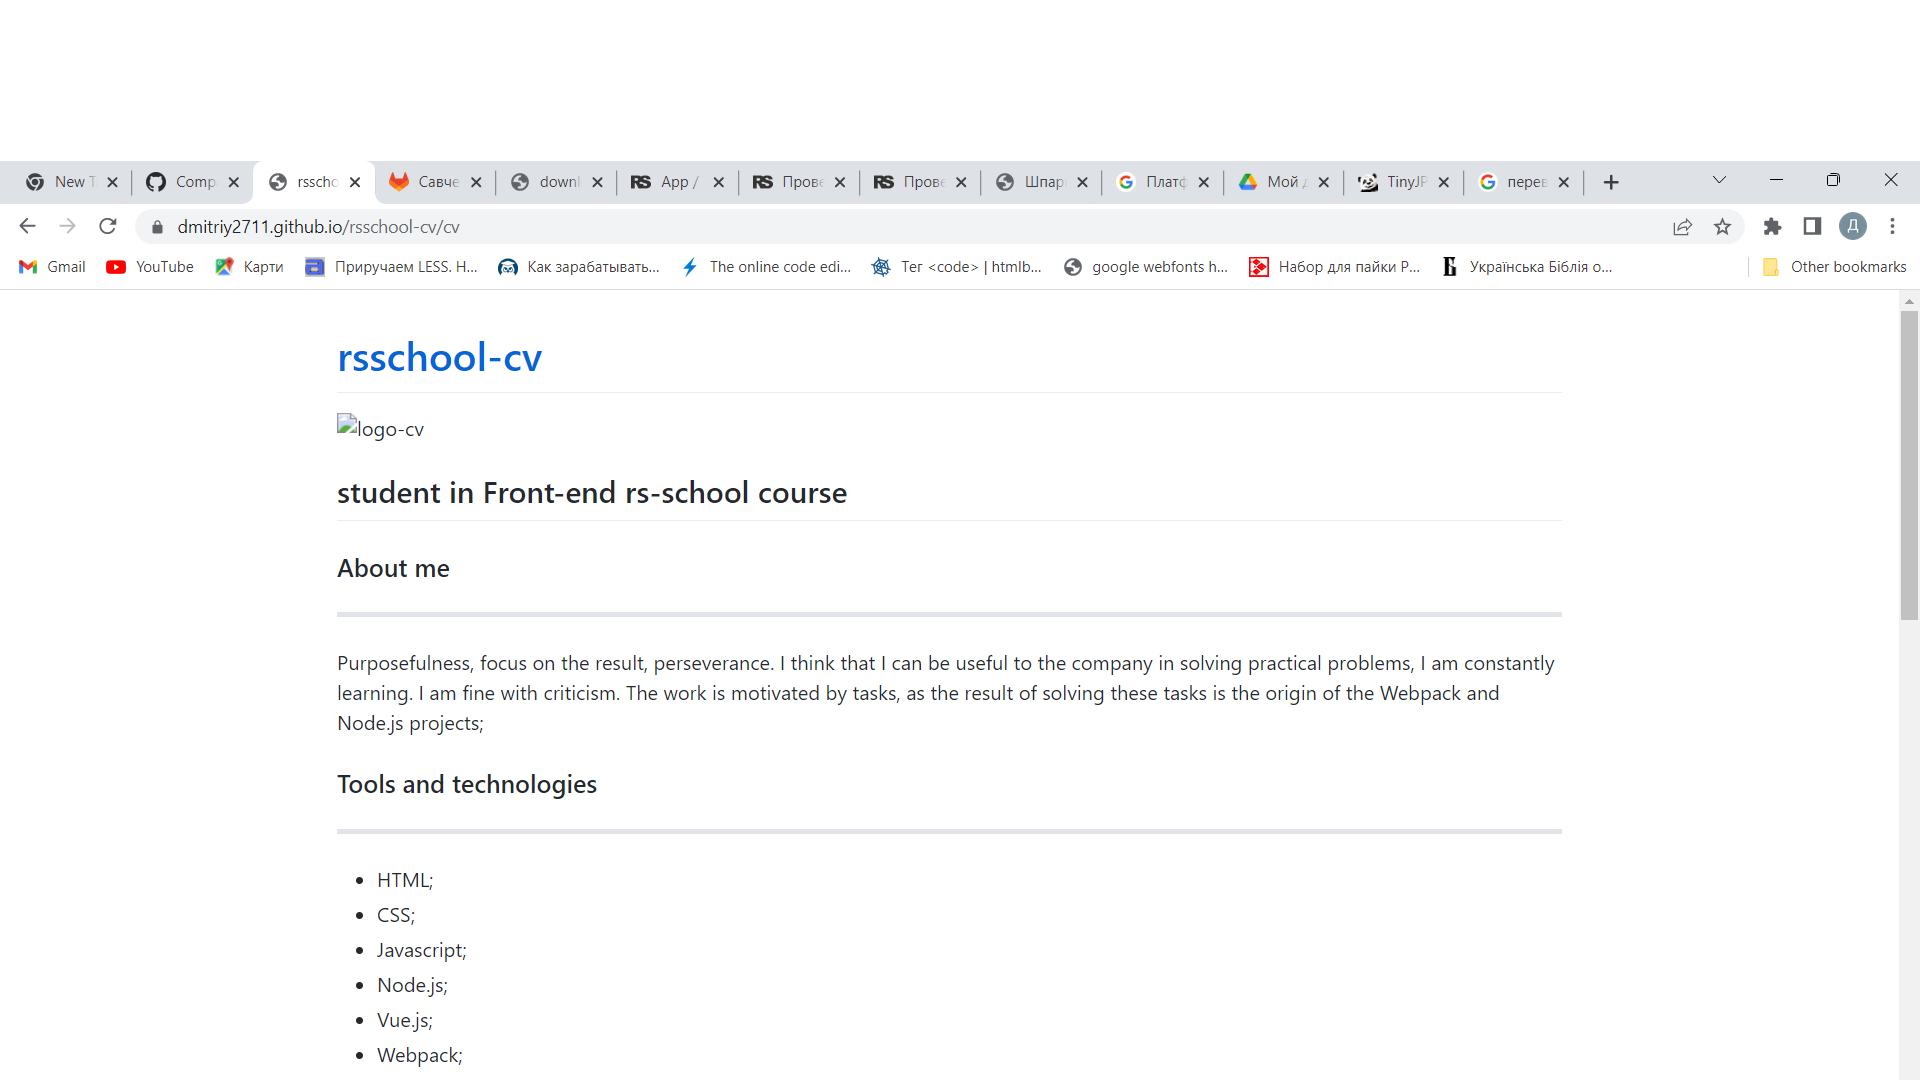 New T
Comp
rsscho
Савче
downl
RS App /
RS Прове
RS Прове
Шпар
Платф
Мой д
TinyJP
перев
dmitriy2711.github.io/rsschool-cv/cv
Д
Gmail
YouTube
Карти
Приручаем LESS. Н...
Как зарабатывать...
The online code edi...
Тег <code> | htmlb...
google webfonts h...
Набор для пайки P...
Українська Біблія о...
Other bookmarks
rsschool-cv
logo-cv
student in Front-end rs-school course
About me
Purposefulness, focus on the result, perseverance. I think that I can be useful to the company in solving practical problems, I am constantly
learning. I am fine with criticism. The work is motivated by tasks, as the result of solving these tasks is the origin of the Webpack and
Node.js projects;
Tools and technologies
HTML;
CSS;
Javascript;
Node.js;
Vue.js;
Webpack;